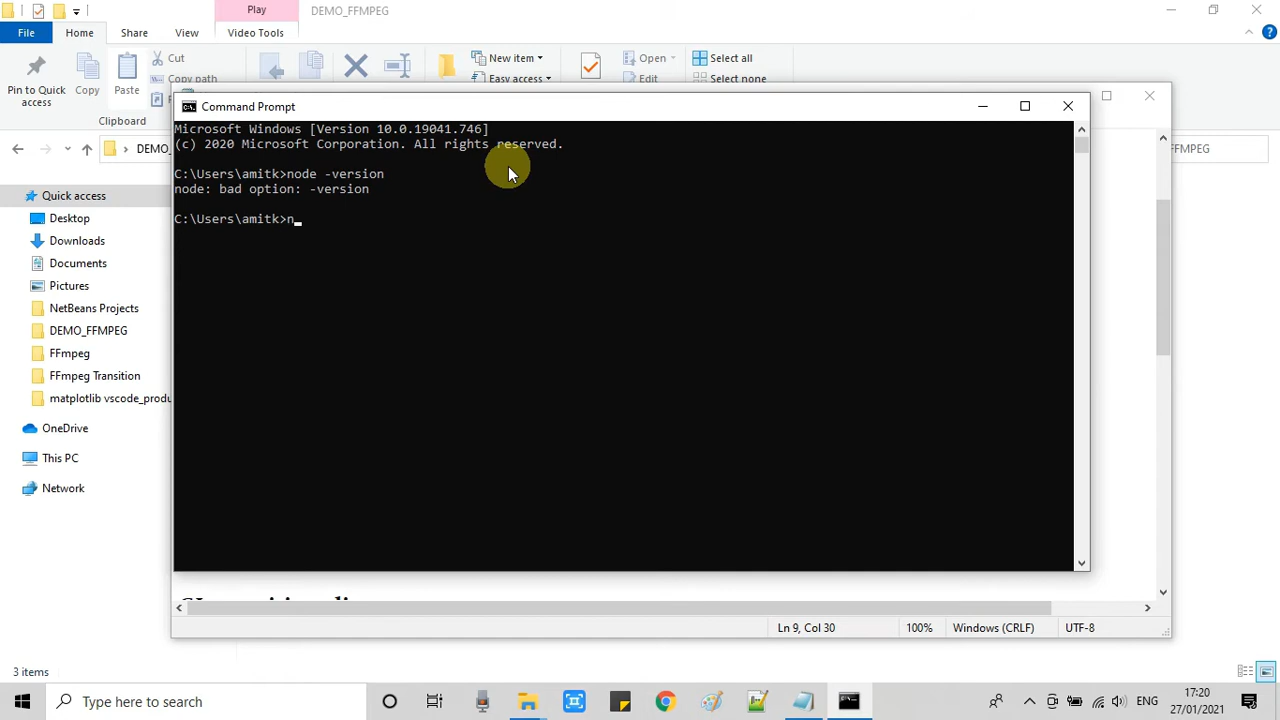 Play
DEMO_FFMPEG
File
Home
Share
View
Video Tools
Pin to Quick
access
Copy
Paste
Cut
Copy path
New item
Easy access
Open
Edit
Select all
Select none
Clipboard
Command Prompt
Microsoft Windows [Version 10.0.19041.746]
(c) 2020 Microsoft Corporation. All rights reserved.
C:\Users\amitk>node -version
node: bad option: -version
C:\Users\amitk>n
DEMO_
FFMPEG
Quick access
Desktop
Downloads
Documents
Pictures
NetBeans Projects
DEMO_FFMPEG
FFmpeg
FFmpeg Transition
matplotlib vscode_produ
OneDrive
This PC
Network
Ln 9, Col 30
100%
Windows (CRLF)
UTF-8
3 items
Type here to search
ENG
17:20
27/01/2021